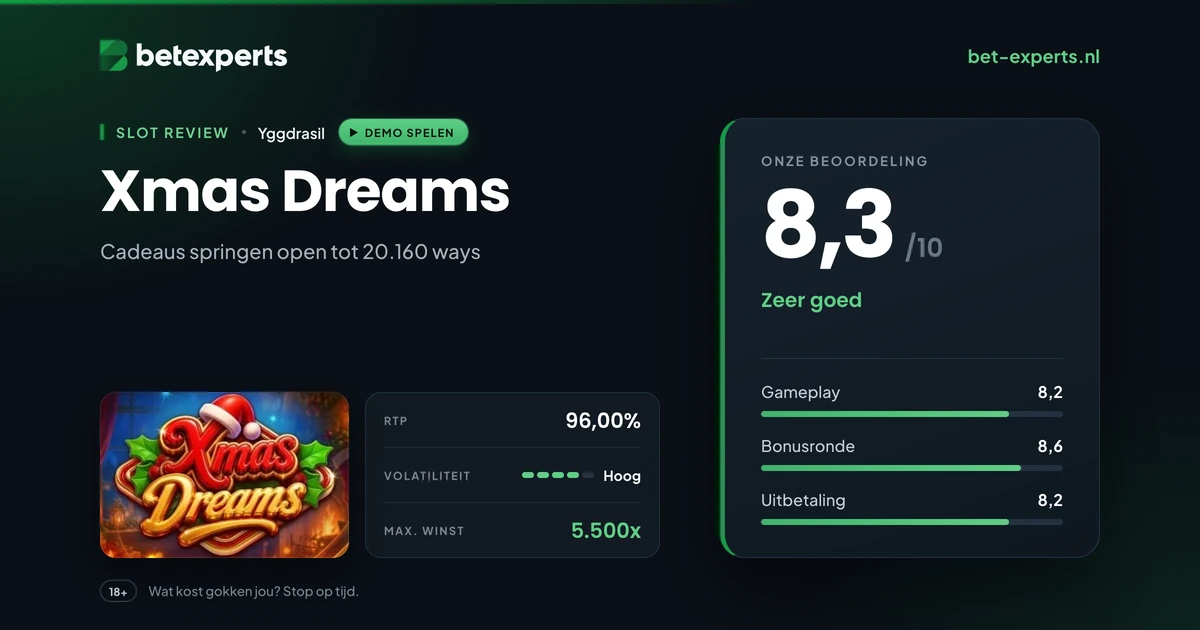 betexperts
bet-experts.nl
SLOT REVIEW • Yggdrasil ▶ DEMO SPELEN
Xmas Dreams
Cadeaus springen open tot 20.160 ways
Xmas
Dreams
RTP 96,00%
VOLATILITEIT Hoog
MAX. WINST 5.500x
ONZE BEOORDELING
8,3 /10
Zeer goed
Gameplay 8,2
Bonusronde 8,6
Uitbetaling 8,2
18+ Wat kost gokken jou? Stop op tijd.